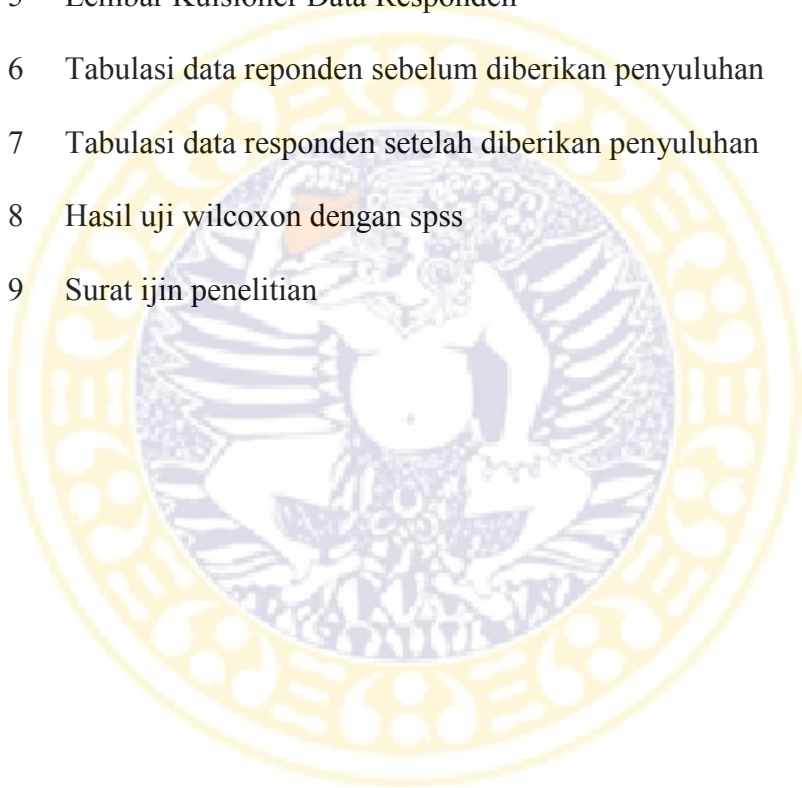 5 Lembar Kuisioner Data Responden
6 Tabulasi data reponden sebelum diberikan penyuluhan
7 Tabulasi data responden setelah diberikan penyuluhan
8 Hasil uji wilcoxon dengan spss
9 Surat ijin penelitian